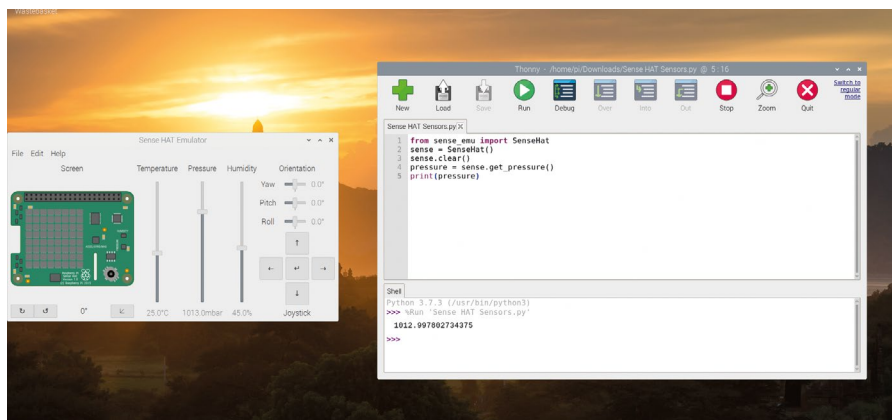 Wastebasket
Sense HAT Emulator
File Edit Help
Screen
Temperature Pressure Humidity Orientation
Yaw 0.0°
Pitch 0.0°
Roll 0.0°
↑
← ↵ →
↓
0° 25.0°C 1013.0mbar 45.0% Joystick
Thonny - /home/pi/Downloads/Sense HAT Sensors.py @ 5:16
New Load Save Run Debug Over Into Out Stop Zoom Quit
Switch to
regular
mode
Sense HAT Sensors.py
1 from sense_emu import SenseHat
2 sense = SenseHat()
3 sense.clear()
4 pressure = sense.get_pressure()
5 print(pressure)
Shell
Python 3.7.3 (/usr/bin/python3)
>>> %Run 'Sense HAT Sensors.py'
1012.997802734375
>>>